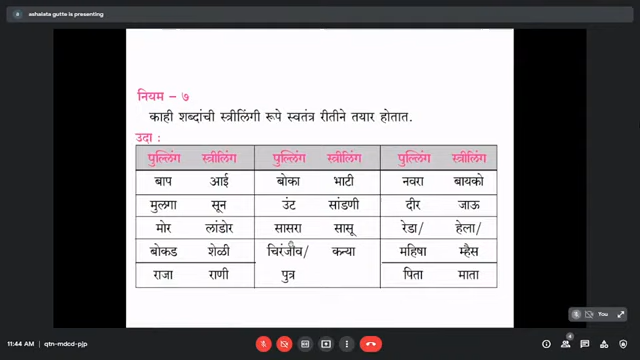 ashalata gutte is presenting
नियम – ७
काही शब्दांची स्त्रीलिंगी रूपे स्वतंत्र रीतीने तयार होतात.
उदा :
पुल्लिंग स्त्रीलिंग पुल्लिंग स्त्रीलिंग पुल्लिंग स्त्रीलिंग
बाप आई बोका भाटी नवरा बायको
मुलगा सून उंट सांडणी दीर जाऊ
मोर लांडोर सासरा सासू रेडा/ हेला/
बोकड शेळी चिरंजीव/ कन्या महिषा म्हैस
राजा राणी पुत्र पिता माता
You
11:44 AM | qtn-mdcd-pjp